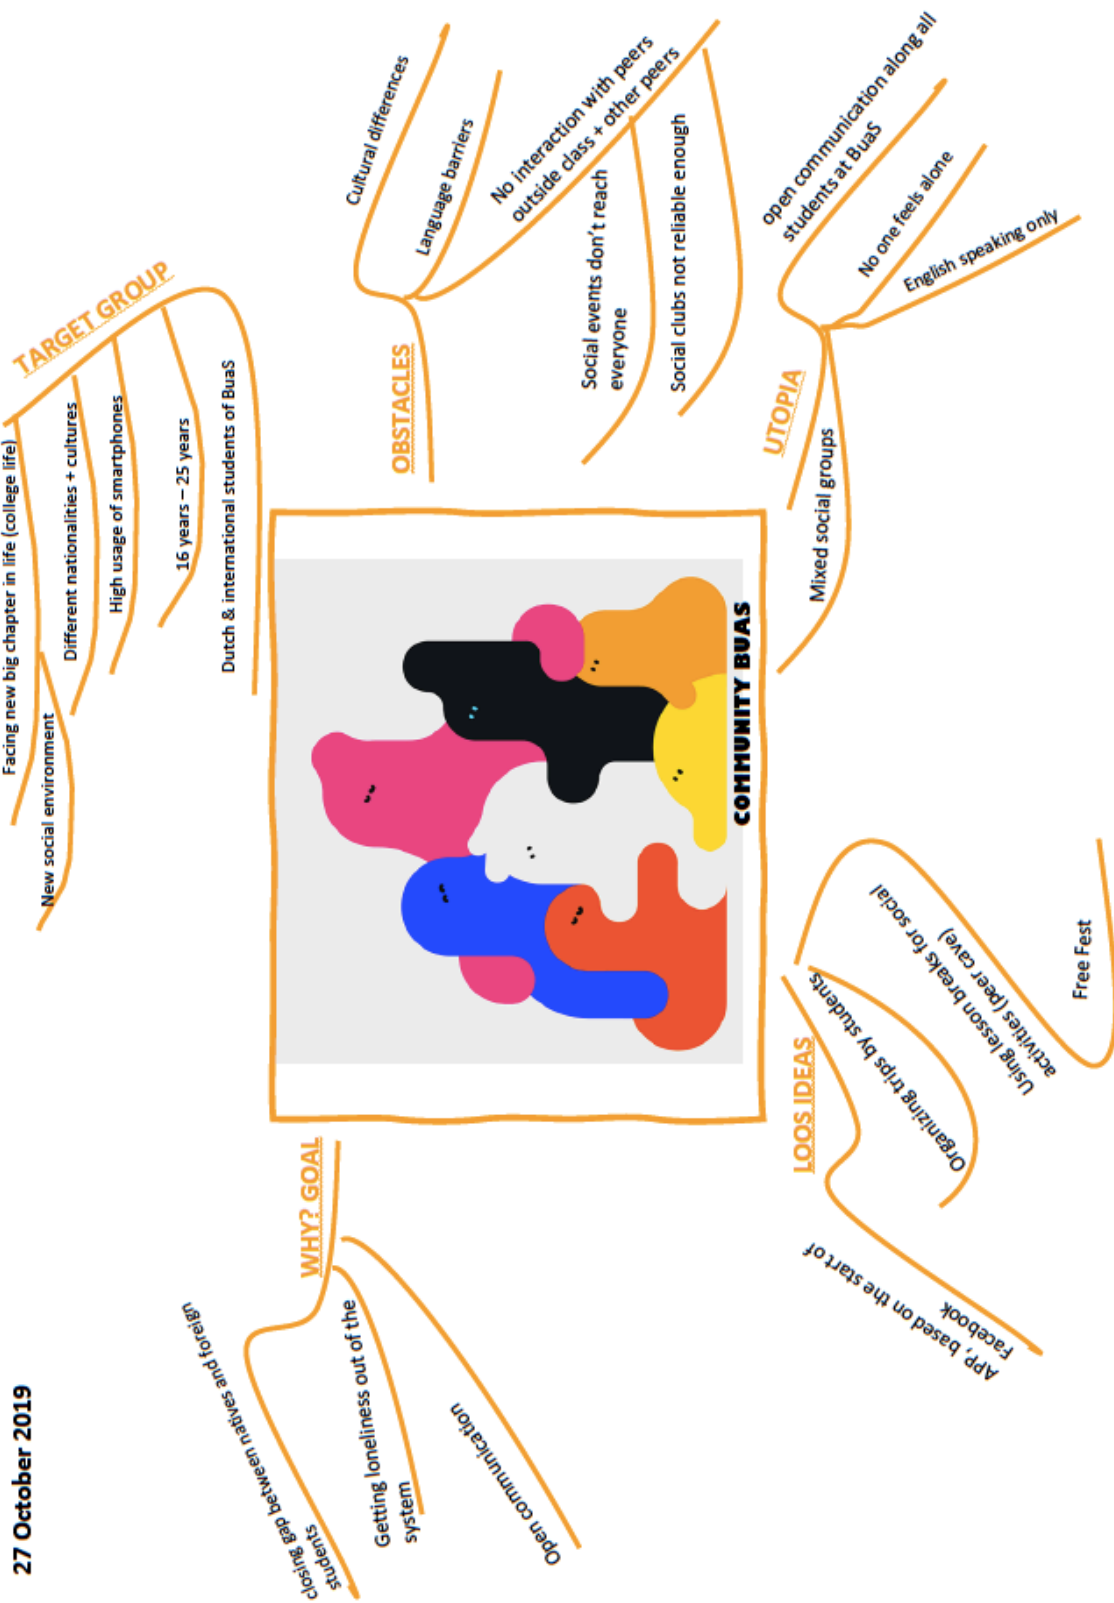 27 October 2019
WHY? GOAL
closing gap between natives and foreign
students
Getting loneliness out of the
system
Open communication
TARGET GROUP
Facing new big chapter in life (college life)
New social environment
Different nationalities + cultures
High usage of smartphones
16 years – 25 years
Dutch & international students of BuaS
OBSTACLES
Cultural differences
Language barriers
No interaction with peers
outside class + other peers
Social events don't reach
everyone
Social clubs not reliable enough
COMMUNITY BUAS
LOOS IDEAS
APP, based on the start of
Facebook
Organizing trips by students
Using lesson breaks for social
activities (peer cave)
Free Fest
UTOPIA
Mixed social groups
open communication along all
students at BuaS
No one feels alone
English speaking only